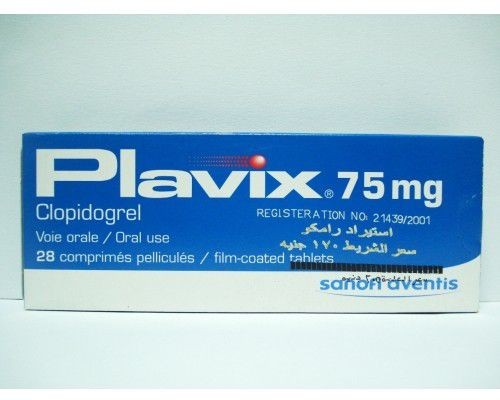 Plavix® 75 mg
Clopidogrel
REGISTERATION NO: 21439/2001
Voie orale / Oral use
استيراد رامكو
سعر الشريط ١٧٠ جنيه
28 comprimés pelliculés / film-coated tablets
sanofi aventis